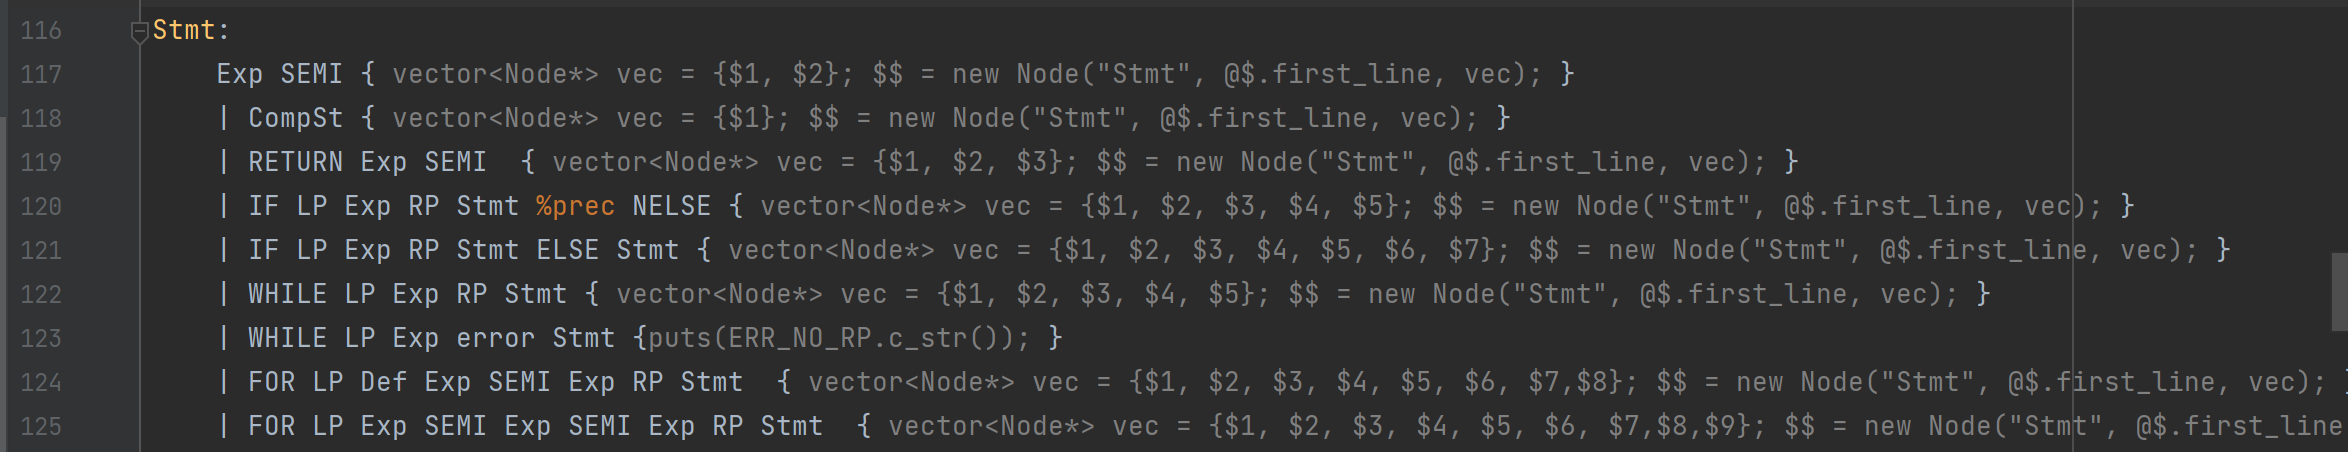 116 Stmt:
117 Exp SEMI { vector<Node*> vec = {$1, $2}; $$ = new Node("Stmt", @$.first_line, vec); }
118 | CompSt { vector<Node*> vec = {$1}; $$ = new Node("Stmt", @$.first_line, vec); }
119 | RETURN Exp SEMI  { vector<Node*> vec = {$1, $2, $3}; $$ = new Node("Stmt", @$.first_line, vec); }
120 | IF LP Exp RP Stmt %prec NELSE { vector<Node*> vec = {$1, $2, $3, $4, $5}; $$ = new Node("Stmt", @$.first_line, vec); }
121 | IF LP Exp RP Stmt ELSE Stmt { vector<Node*> vec = {$1, $2, $3, $4, $5, $6, $7}; $$ = new Node("Stmt", @$.first_line, vec); }
122 | WHILE LP Exp RP Stmt { vector<Node*> vec = {$1, $2, $3, $4, $5}; $$ = new Node("Stmt", @$.first_line, vec); }
123 | WHILE LP Exp error Stmt {puts(ERR_NO_RP.c_str()); }
124 | FOR LP Def Exp SEMI Exp RP Stmt  { vector<Node*> vec = {$1, $2, $3, $4, $5, $6, $7,$8}; $$ = new Node("Stmt", @$.first_line, vec); }
125 | FOR LP Exp SEMI Exp SEMI Exp RP Stmt  { vector<Node*> vec = {$1, $2, $3, $4, $5, $6, $7,$8,$9}; $$ = new Node("Stmt", @$.first_line